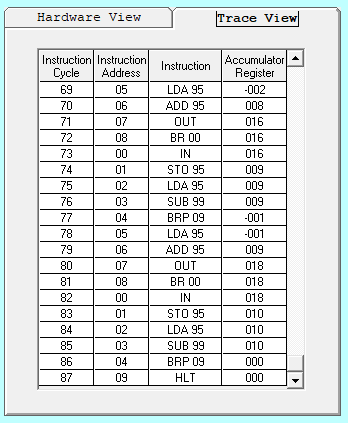 Hardware View Trace View
Instruction Cycle Instruction Address Instruction Accumulator Register
69 05 LDA 95 -002
70 06 ADD 95 008
71 07 OUT 016
72 08 BR 00 016
73 00 IN 016
74 01 STO 95 009
75 02 LDA 95 009
76 03 SUB 99 009
77 04 BRP 09 -001
78 05 LDA 95 -001
79 06 ADD 95 009
80 07 OUT 018
81 08 BR 00 018
82 00 IN 018
83 01 STO 95 010
84 02 LDA 95 010
85 03 SUB 99 010
86 04 BRP 09 000
87 09 HLT 000